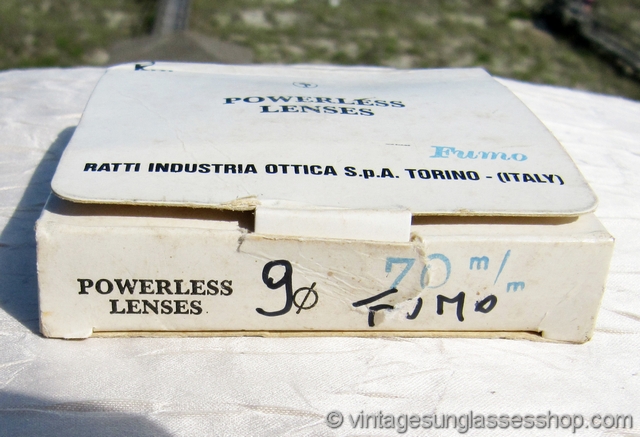 R...
POWERLESS
LENSES
Fumo
RATTI INDUSTRIA OTTICA S.p.A. TORINO - (ITALY)
POWERLESS
LENSES
9ø
70 m/m
FUMO
© vintagesunglassesshop.com